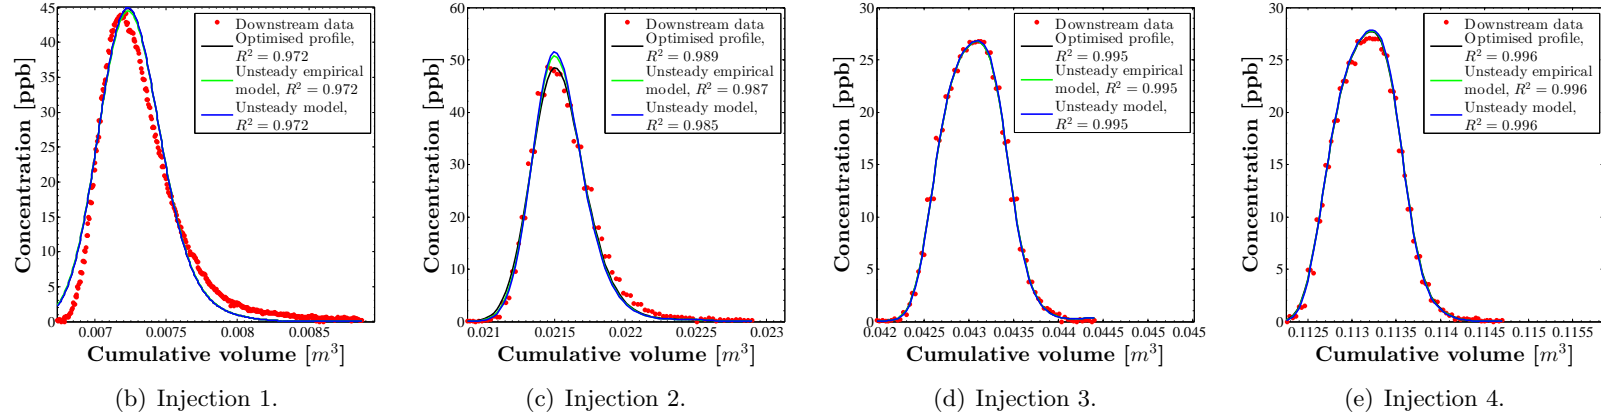 45
40
35
30
25
20
15
10
5
0
Concentration [ppb]
Downstream data
Optimised profile,
R² = 0.972
Unsteady empirical
model, R² = 0.972
Unsteady model,
R² = 0.972
0.007 0.0075 0.008 0.0085
Cumulative volume [m³]
(b) Injection 1.
60
50
40
30
20
10
0
Concentration [ppb]
Downstream data
Optimised profile,
R² = 0.989
Unsteady empirical
model, R² = 0.987
Unsteady model,
R² = 0.985
0.021 0.0215 0.022 0.0225 0.023
Cumulative volume [m³]
(c) Injection 2.
30
25
20
15
10
5
0
Concentration [ppb]
Downstream data
Optimised profile,
R² = 0.995
Unsteady empirical
model, R² = 0.995
Unsteady model,
R² = 0.995
0.042 0.0425 0.043 0.0435 0.044 0.0445 0.045
Cumulative volume [m³]
(d) Injection 3.
30
25
20
15
10
5
0
Concentration [ppb]
Downstream data
Optimised profile,
R² = 0.996
Unsteady empirical
model, R² = 0.996
Unsteady model,
R² = 0.996
0.1125 0.113 0.1135 0.114 0.1145 0.115 0.1155
Cumulative volume [m³]
(e) Injection 4.